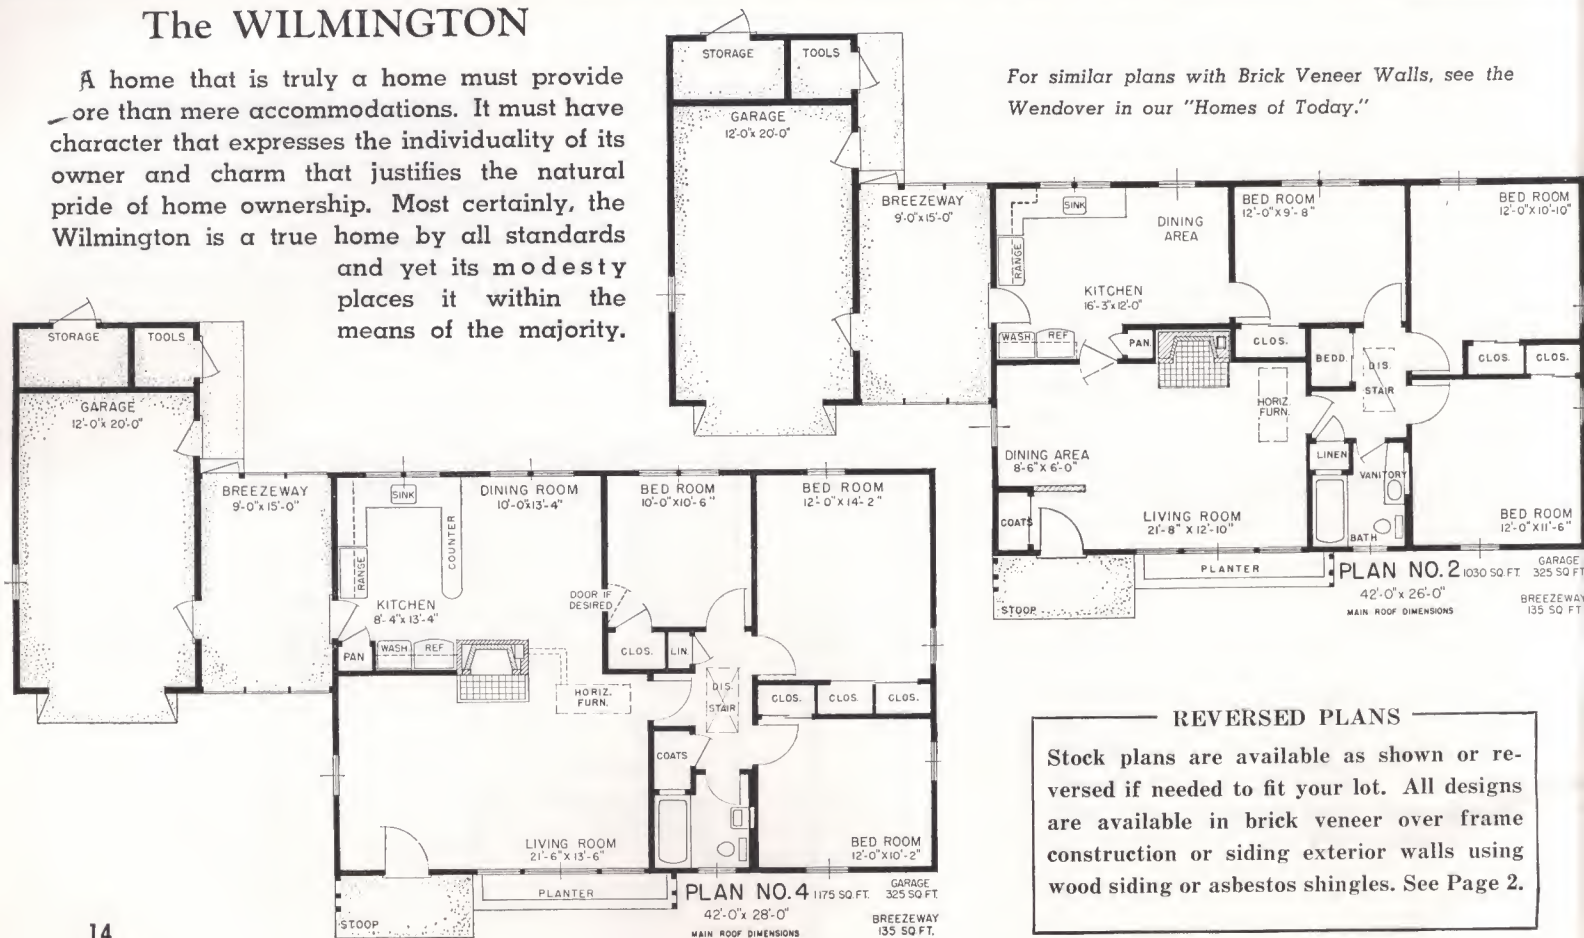 The WILMINGTON
A home that is truly a home must provide
ore than mere accommodations. It must have
character that expresses the individuality of its
owner and charm that justifies the natural
pride of home ownership. Most certainly, the
Wilmington is a true home by all standards
and yet its modesty
places it within the
means of the majority.
For similar plans with Brick Veneer Walls, see the
Wendover in our "Homes of Today."
STORAGE
TOOLS
GARAGE
12'-0"x 20'-0"
BREEZEWAY
9'-0"x15'-0"
SINK
RANGE
DINING
AREA
KITCHEN
16'-3"x12'-0"
WASH
REF
PAN.
BED ROOM
12'-0"X9'-8"
BED ROOM
12'-0"X10'-10"
CLOS.
BEDD.
DIS.
STAIR
CLOS.
CLOS.
HORIZ.
FURN.
LINEN
VANITORY
DINING AREA
8'-6"X 6'-0"
COATS
LIVING ROOM
21'-8" X 12'-10"
BATH
BED ROOM
12'-0"X11'-6"
STOOP
PLANTER
PLAN NO.2 1030 SQ.FT.
42'-0"x 26'-0"
MAIN ROOF DIMENSIONS
GARAGE
325 SQ FT
BREEZEWAY
135 SQ FT
STORAGE
TOOLS
GARAGE
12'-0"x 20'-0"
BREEZEWAY
9'-0"x15'-0"
SINK
RANGE
COUNTER
DINING ROOM
10'-0"x13'-4"
KITCHEN
8'-4"x13'-4"
PAN
WASH
REF
DOOR IF
DESIRED
BED ROOM
10'-0"x10'-6"
BED ROOM
12'-0"x14'-2"
CLOS.
LIN.
HORIZ.
FURN.
DIS.
STAIR
CLOS.
CLOS
CLOS.
COATS
LIVING ROOM
21'-6"x13'-6"
BED ROOM
12'-0"X10'-2"
STOOP
PLANTER
PLAN NO.4 1175 SQ.FT.
42'-0"x 28'-0"
MAIN ROOF DIMENSIONS
GARAGE
325 SQ FT.
BREEZEWAY
135 SQ FT.
REVERSED PLANS
Stock plans are available as shown or re-
versed if needed to fit your lot. All designs
are available in brick veneer over frame
construction or siding exterior walls using
wood siding or asbestos shingles. See Page 2.
14